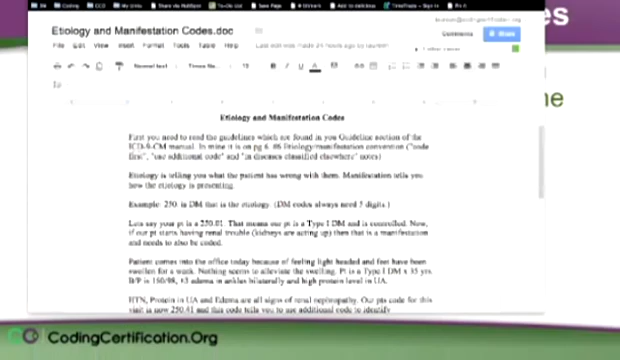 Etiology and Manifestation Codes.doc
File Edit View Insert Format Tools Table Help
Comments
Share
Normal text
Etiology and Manifestation Codes
First you need to read the guidelines which are found in you Guideline section of the
ICD-9-CM manual. In mine it is on pg 6. #6 Etiology/manifestation convention ("code
first", "use additional code" and "in diseases classified elsewhere" notes)
Etiology is telling you what the patient has wrong with them. Manifestation tells you
how the etiology is presenting.
Example: 250 is DM that is the etiology. (DM codes always need 5 digits.)
Lets say your pt is a 250.01. That means our pt is a Type I DM and is controlled. Now,
if our pt starts having renal trouble (kidneys are acting up) then that is a manifestation
and needs to also be coded.
Patient comes into the office today because of feeling light headed and feet have been
swollen for a week. Nothing seems to alleviate the swelling. Pt is a Type I DM x 15 yrs
B/P is 150/98, +3 edema in ankles bilaterally and high protein level in UA.
HTN, Protein in UA and Edema are all signs of renal nephropathy. Our pts code for this
visit is now 250.41 and this code tells you to use additional code to identify
CodingCertification.Org